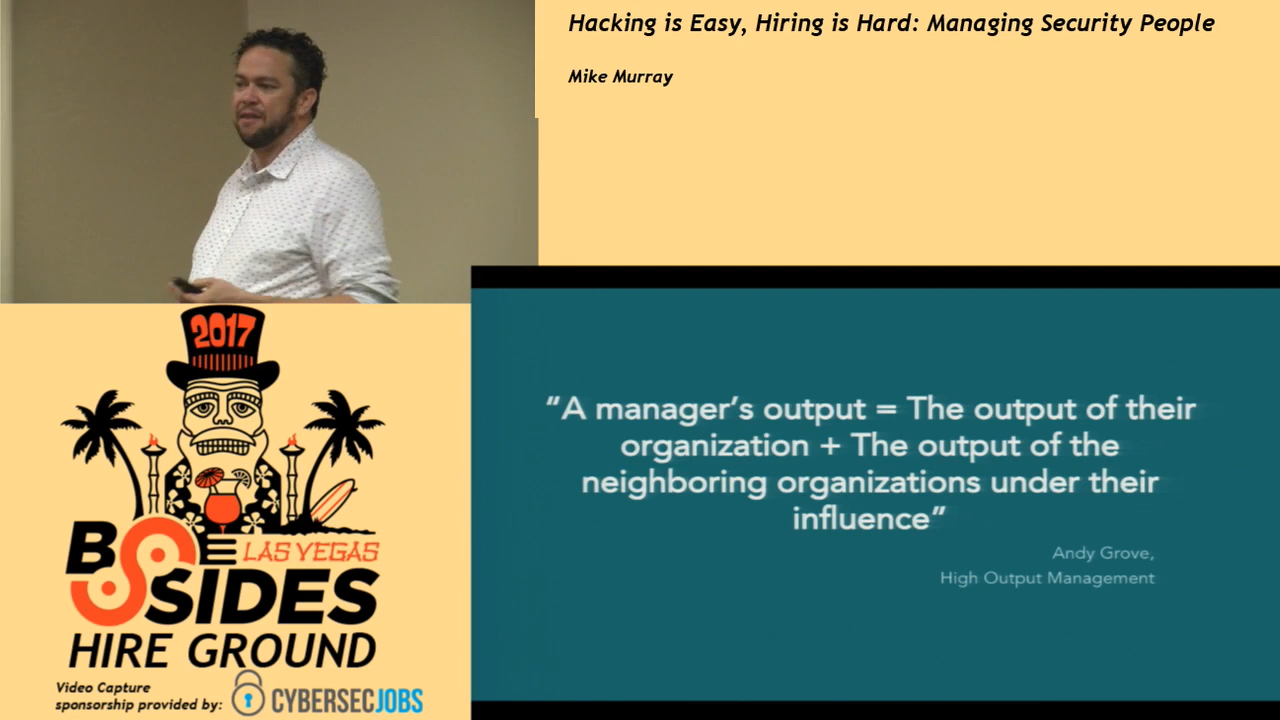 Hacking is Easy, Hiring is Hard: Managing Security People
Mike Murray
“A manager’s output = The output of their
organization + The output of the
neighboring organizations under their
influence”
Andy Grove,
High Output Management
2017
BSIDES
LAS VEGAS
HIRE GROUND
Video Capture
sponsorship provided by:
CYBERSECJOBS